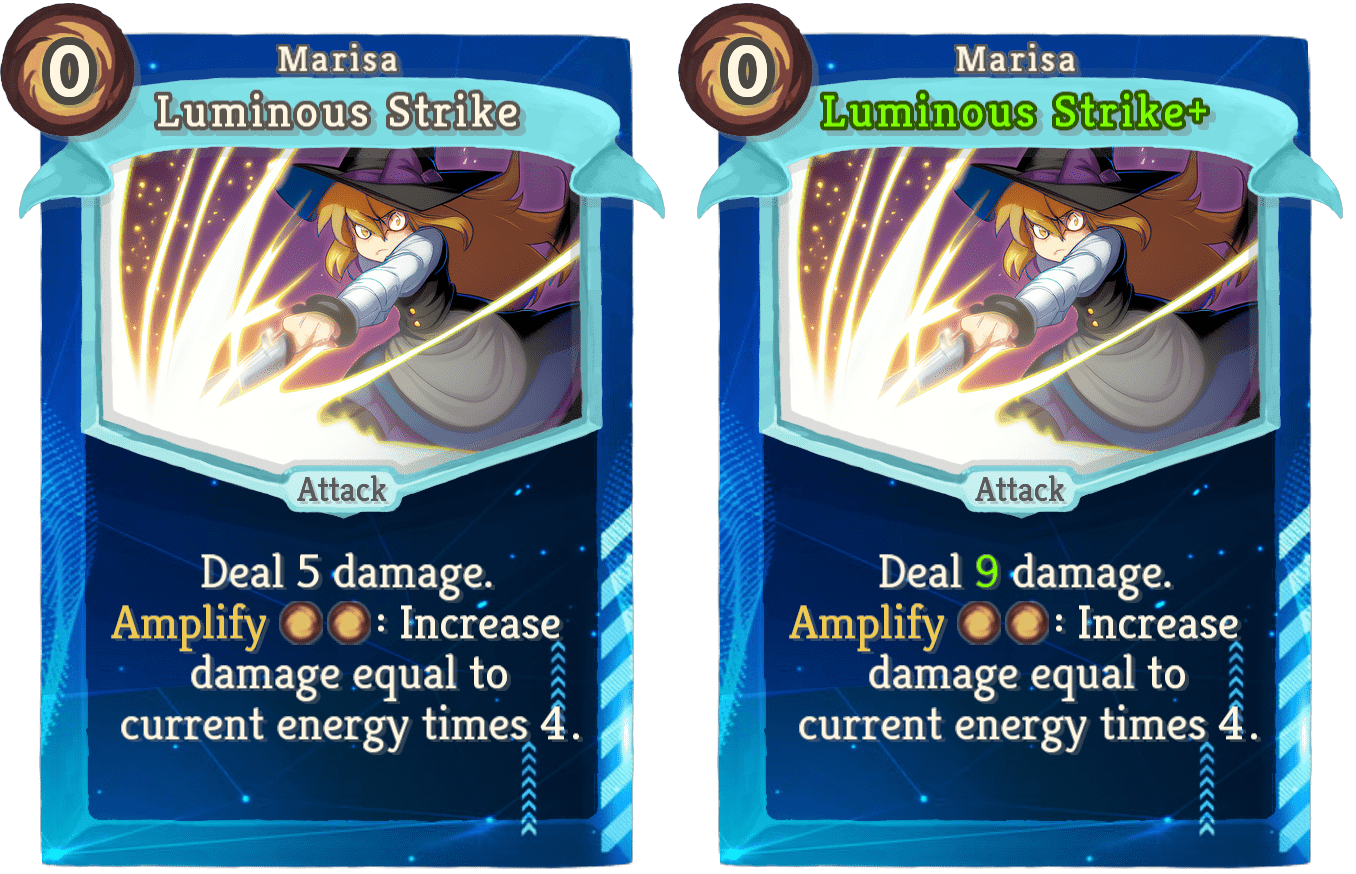 0
Marisa
Luminous Strike
Attack
Deal 5 damage.
Amplify : Increase
damage equal to
current energy times 4.
0
Marisa
Luminous Strike+
Attack
Deal 9 damage.
Amplify : Increase
damage equal to
current energy times 4.